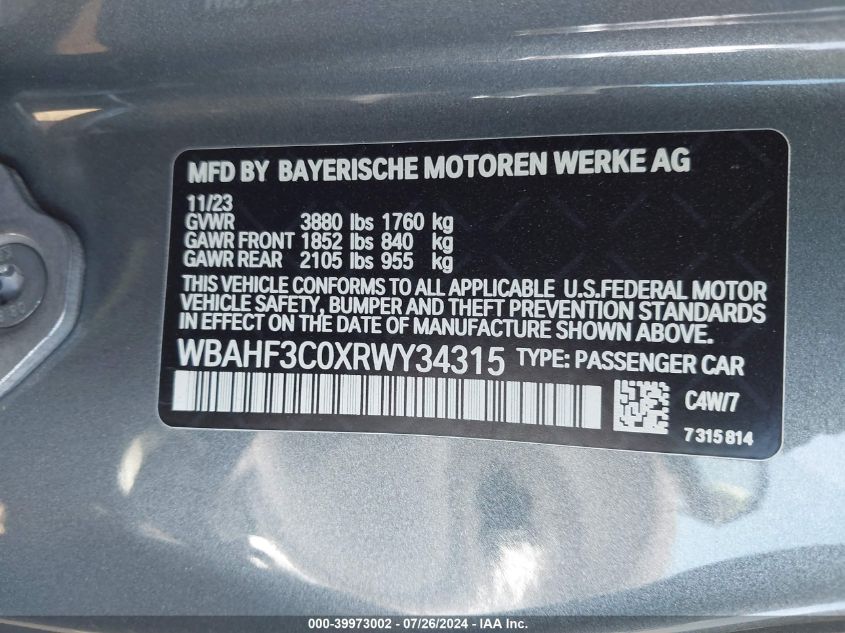 MFD BY BAYERISCHE MOTOREN WERKE AG
11/23
GVWR 3880 lbs 1760 kg
GAWR FRONT 1852 lbs 840 kg
GAWR REAR 2105 lbs 955 kg
THIS VEHICLE CONFORMS TO ALL APPLICABLE U.S.FEDERAL MOTOR
VEHICLE SAFETY, BUMPER AND THEFT PREVENTION STANDARDS
IN EFFECT ON THE DATE OF MANUFACTURE SHOWN ABOVE.
WBAHF3C0XRWY34315 TYPE: PASSENGER CAR
C4W/7
7315814
000-39973002 - 07/26/2024 - IAA Inc.